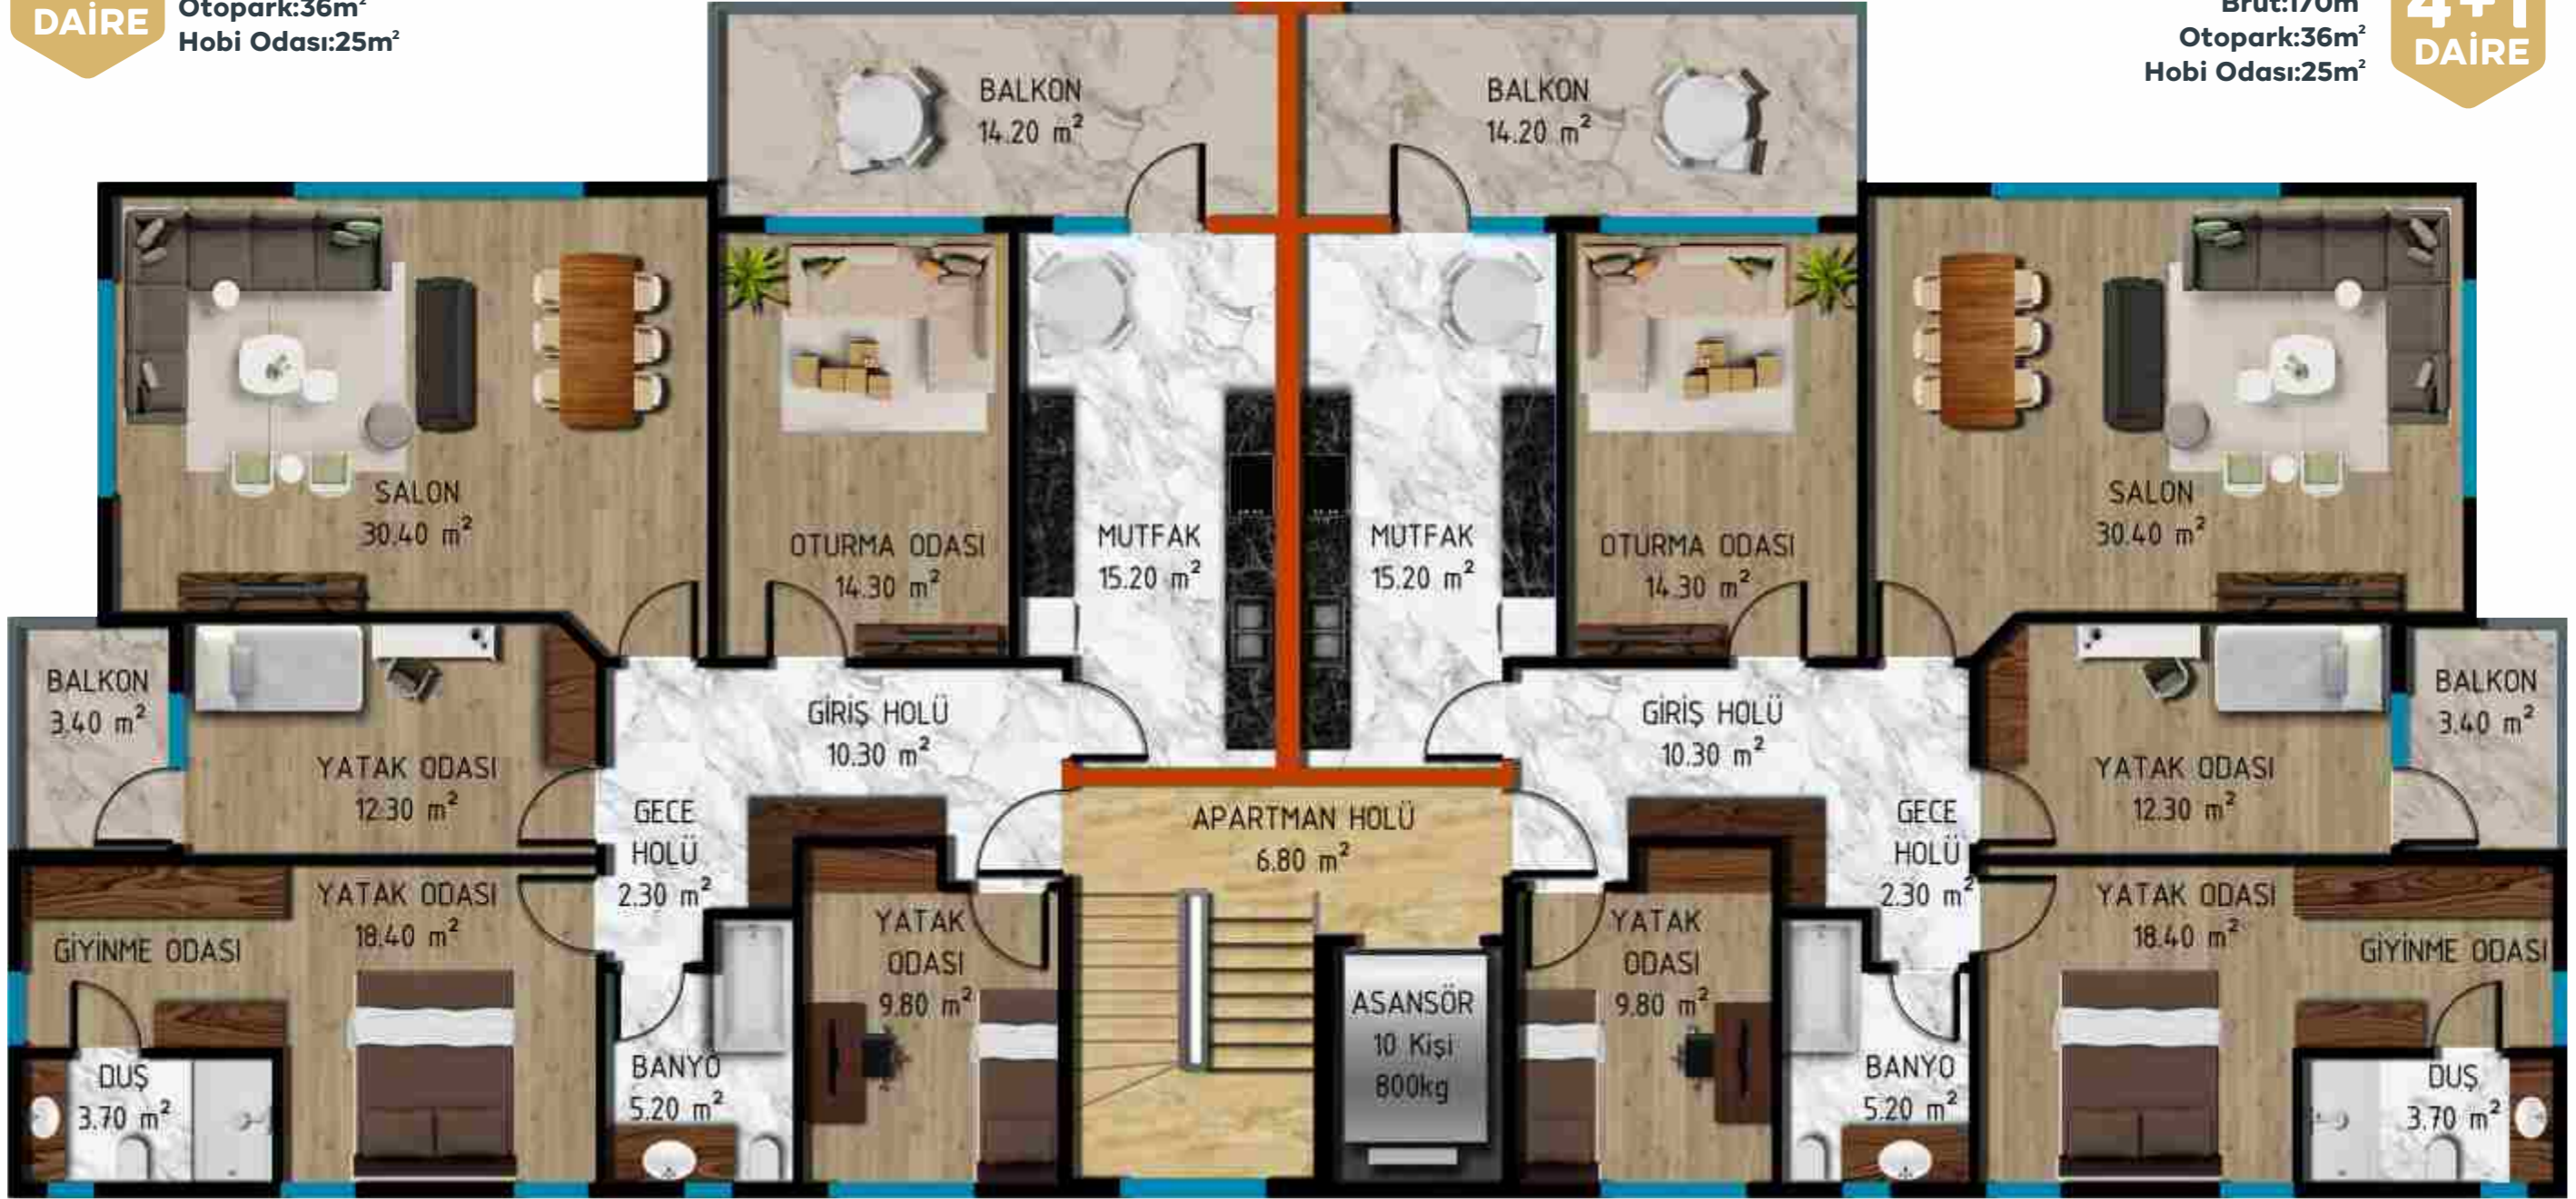 Otopark:36m²
DAİRE
Hobi Odası:25m²
Brüt:170m²
4+1
Otopark:36m²
DAİRE
Hobi Odası:25m²
BALKON
14.20 m²
BALKON
14.20 m²
SALON
30.40 m²
OTURMA ODASI
14.30 m²
MUTFAK
15.20 m²
MUTFAK
15.20 m²
OTURMA ODASI
14.30 m²
SALON
30.40 m²
BALKON
3.40 m²
YATAK ODASI
12.30 m²
GİRİŞ HOLÜ
10.30 m²
GİRİŞ HOLÜ
10.30 m²
YATAK ODASI
12.30 m²
BALKON
3.40 m²
GECE
HOLÜ
2.30 m²
APARTMAN HOLÜ
6.80 m²
GECE
HOLÜ
2.30 m²
YATAK ODASI
18.40 m²
GİYİNME ODASI
YATAK
ODASI
9.80 m²
YATAK
ODASI
9.80 m²
YATAK ODASI
18.40 m²
GİYİNME ODASI
ASANSÖR
10 Kişi
800kg
DUŞ
3.70 m²
BANYO
5.20 m²
BANYO
5.20 m²
DUŞ
3.70 m²